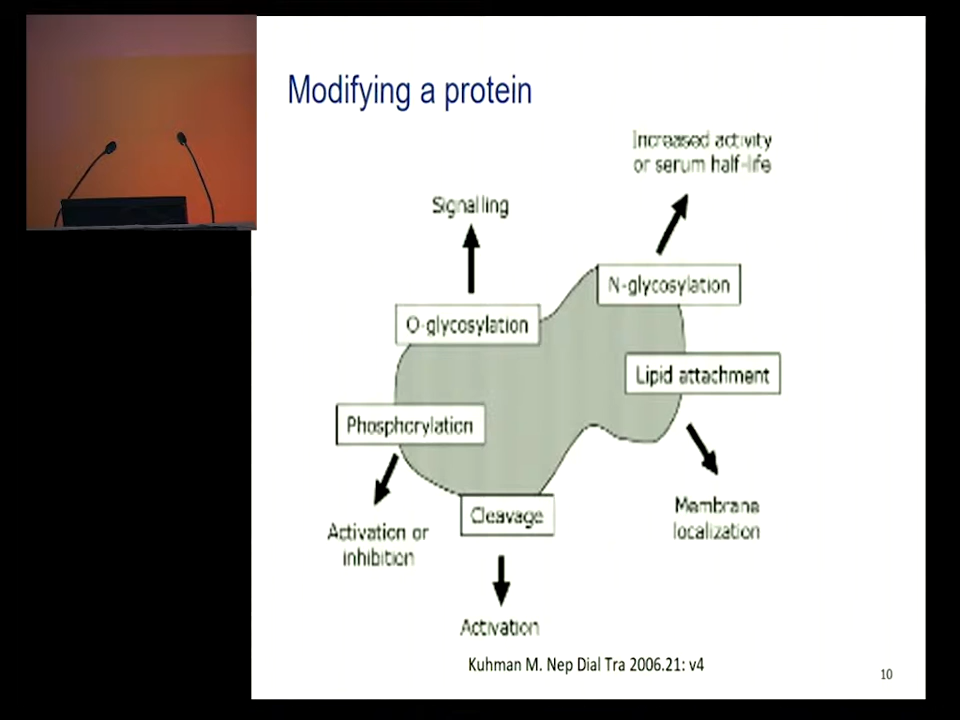 Modifying a protein
Increased activity
or serum half-life
Signalling
N-glycosylation
O-glycosylation
Lipid attachment
Phosphorylation
Cleavage
Membrane
localization
Activation or
inhibition
Activation
Kuhman M. Nep Dial Tra 2006.21: v4
10